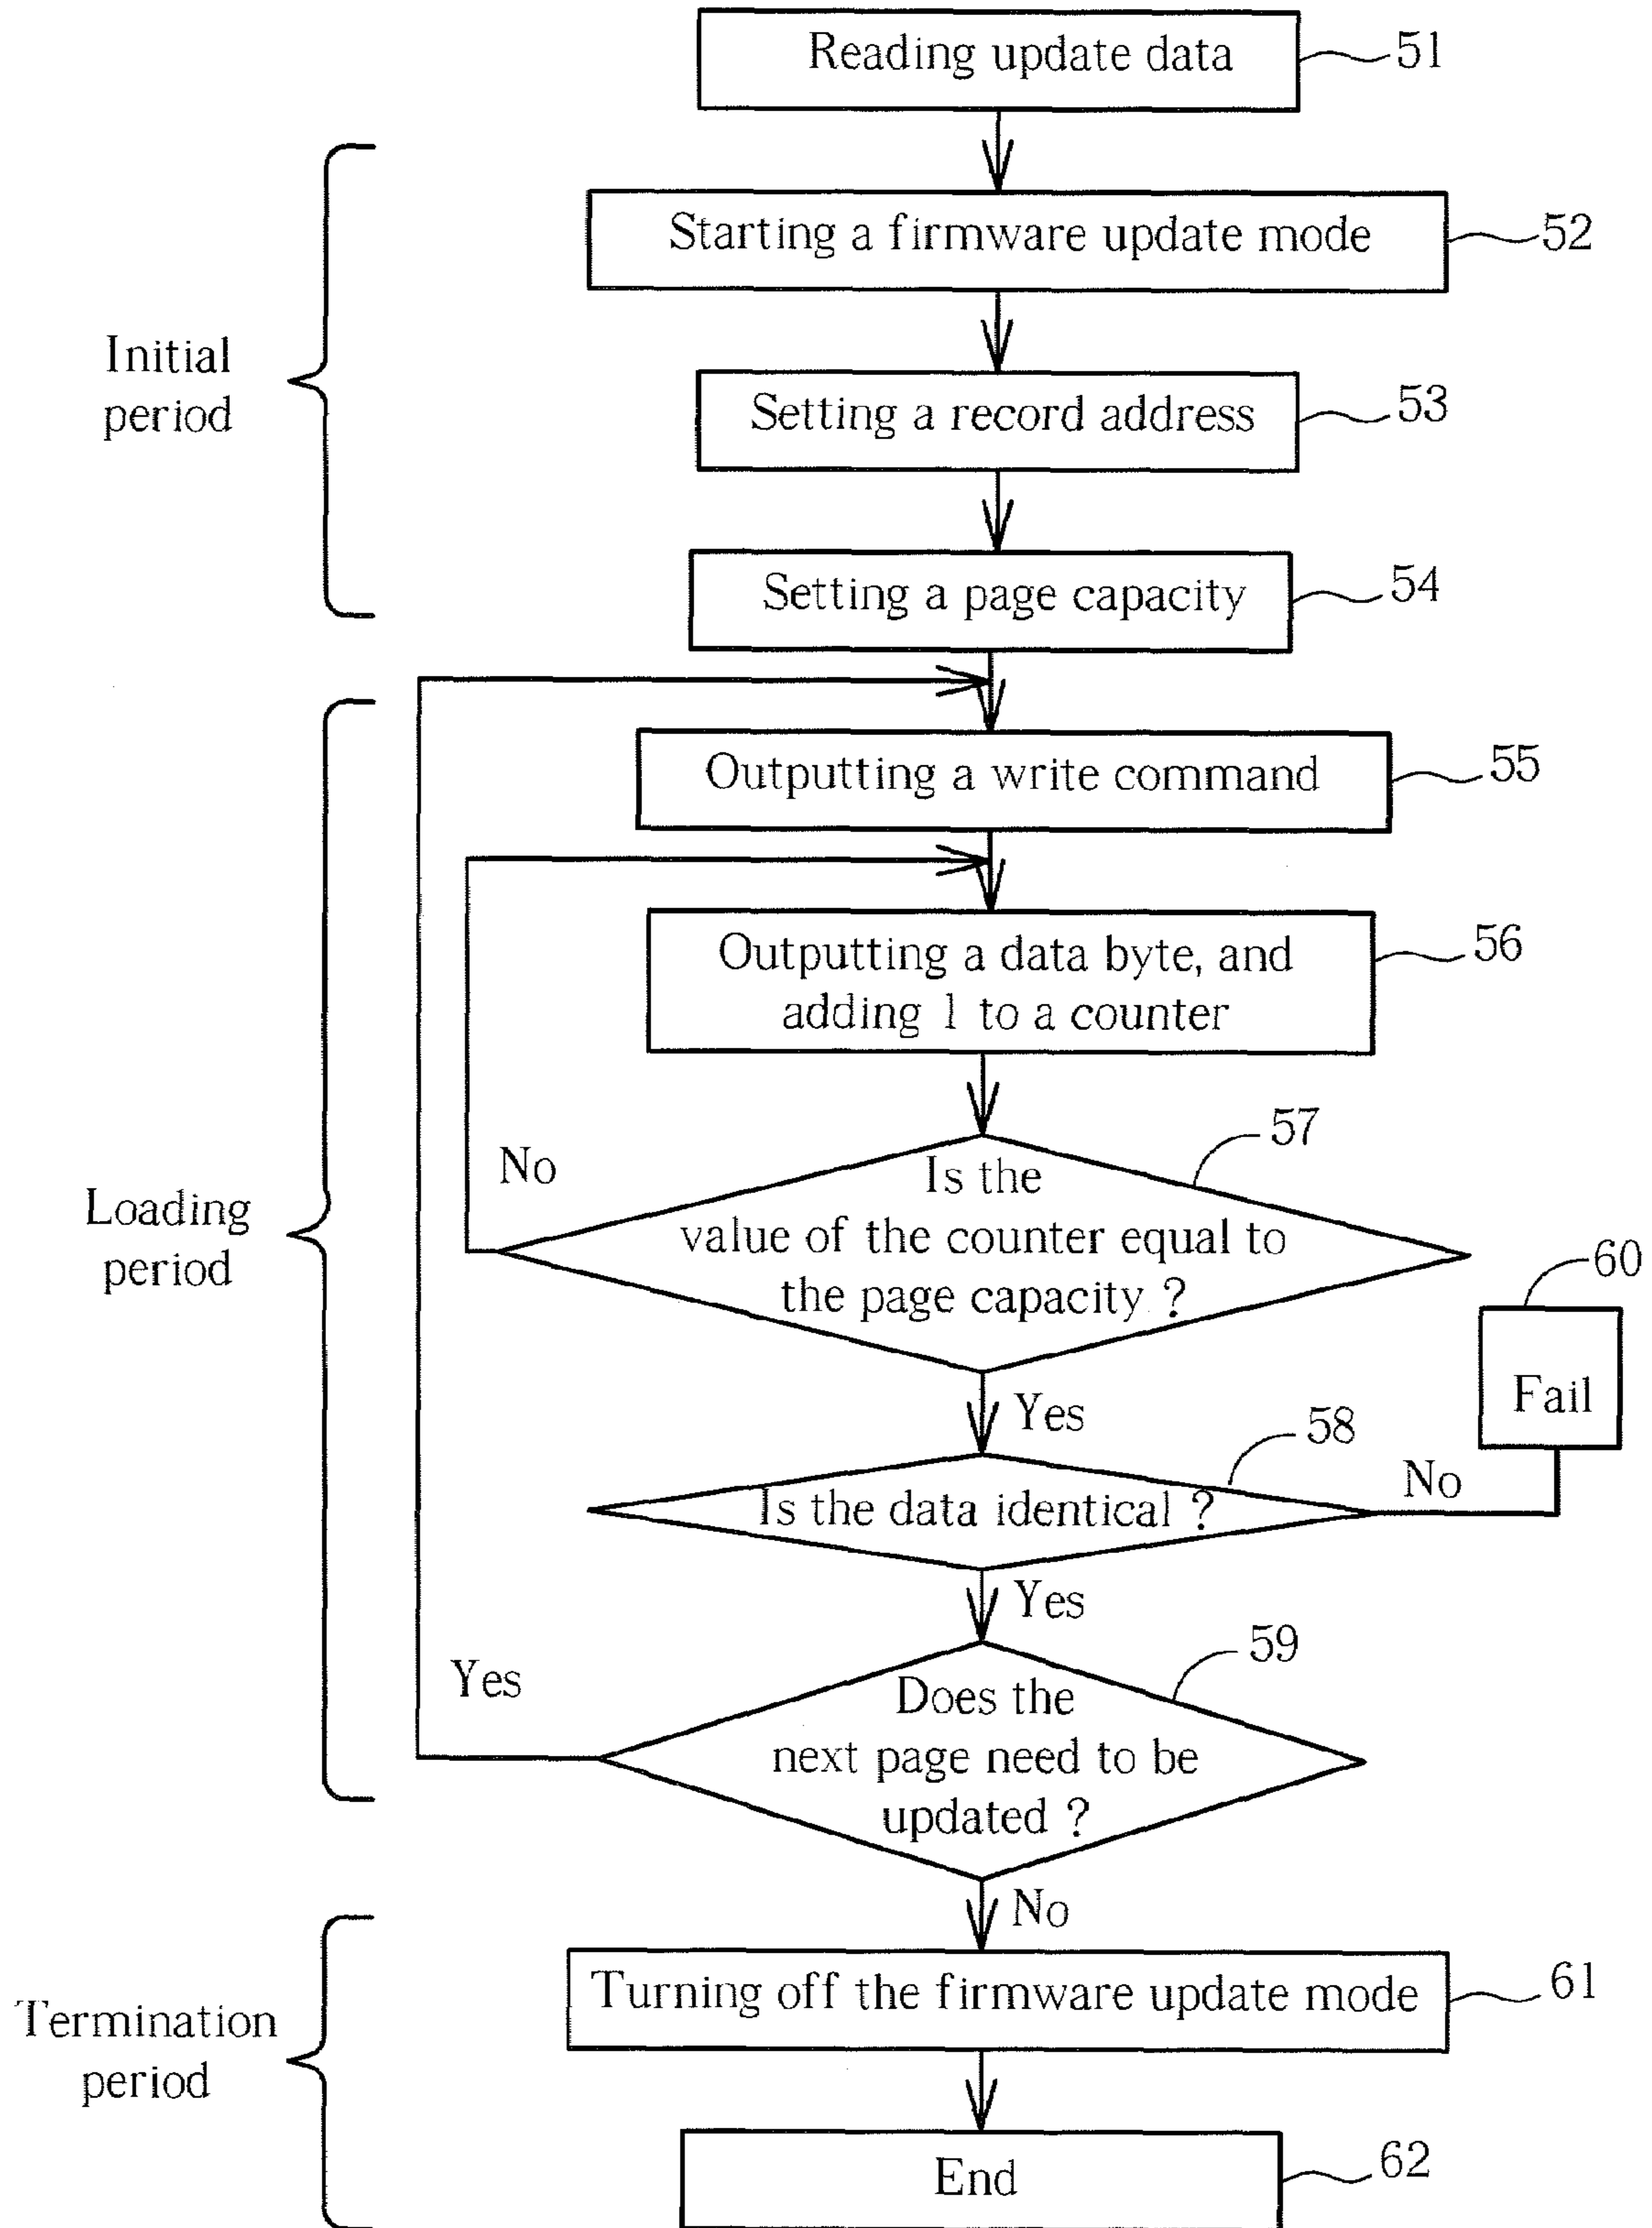 Reading update data
51
Starting a firmware update mode
52
Initial
period
Setting a record address
53
Setting a page capacity
54
Outputting a write command
55
Outputting a data byte, and
adding 1 to a counter
56
57
No
Is the
value of the counter equal to
the page capacity ?
Loading
period
60
Fail
Yes
58
Is the data identical ?
No
Yes
59
Yes
Does the
next page need to be
updated ?
No
Turning off the firmware update mode
61
Termination
period
End
62